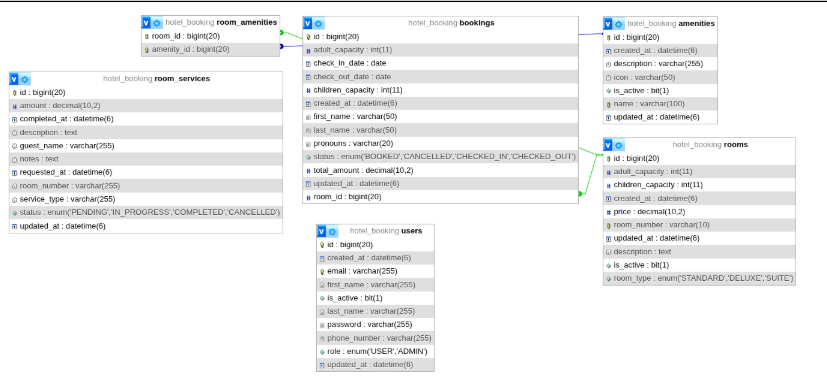 hotel_booking room_amenities
room_id : bigint(20)
amenity_id : bigint(20)
hotel_booking bookings
id : bigint(20)
adult_capacity : int(11)
check_in_date : date
check_out_date : date
children_capacity : int(11)
created_at : datetime(6)
first_name : varchar(50)
last_name : varchar(50)
pronouns : varchar(20)
status : enum('BOOKED','CANCELLED','CHECKED_IN','CHECKED_OUT')
total_amount : decimal(10,2)
updated_at : datetime(6)
room_id : bigint(20)
hotel_booking amenities
id : bigint(20)
created_at : datetime(6)
description : varchar(255)
icon : varchar(50)
is_active : bit(1)
name : varchar(100)
updated_at : datetime(6)
hotel_booking room_services
id : bigint(20)
amount : decimal(10,2)
completed_at : datetime(6)
description : text
guest_name : varchar(255)
notes : text
requested_at : datetime(6)
room_number : varchar(255)
service_type : varchar(255)
status : enum('PENDING','IN_PROGRESS','COMPLETED','CANCELLED')
updated_at : datetime(6)
hotel_booking rooms
id : bigint(20)
adult_capacity : int(11)
children_capacity : int(11)
created_at : datetime(6)
price : decimal(10,2)
room_number : varchar(10)
updated_at : datetime(6)
description : text
is_active : bit(1)
room_type : enum('STANDARD','DELUXE','SUITE')
hotel_booking users
id : bigint(20)
created_at : datetime(6)
email : varchar(255)
first_name : varchar(255)
is_active : bit(1)
last_name : varchar(255)
password : varchar(255)
phone_number : varchar(255)
role : enum('USER','ADMIN')
updated_at : datetime(6)